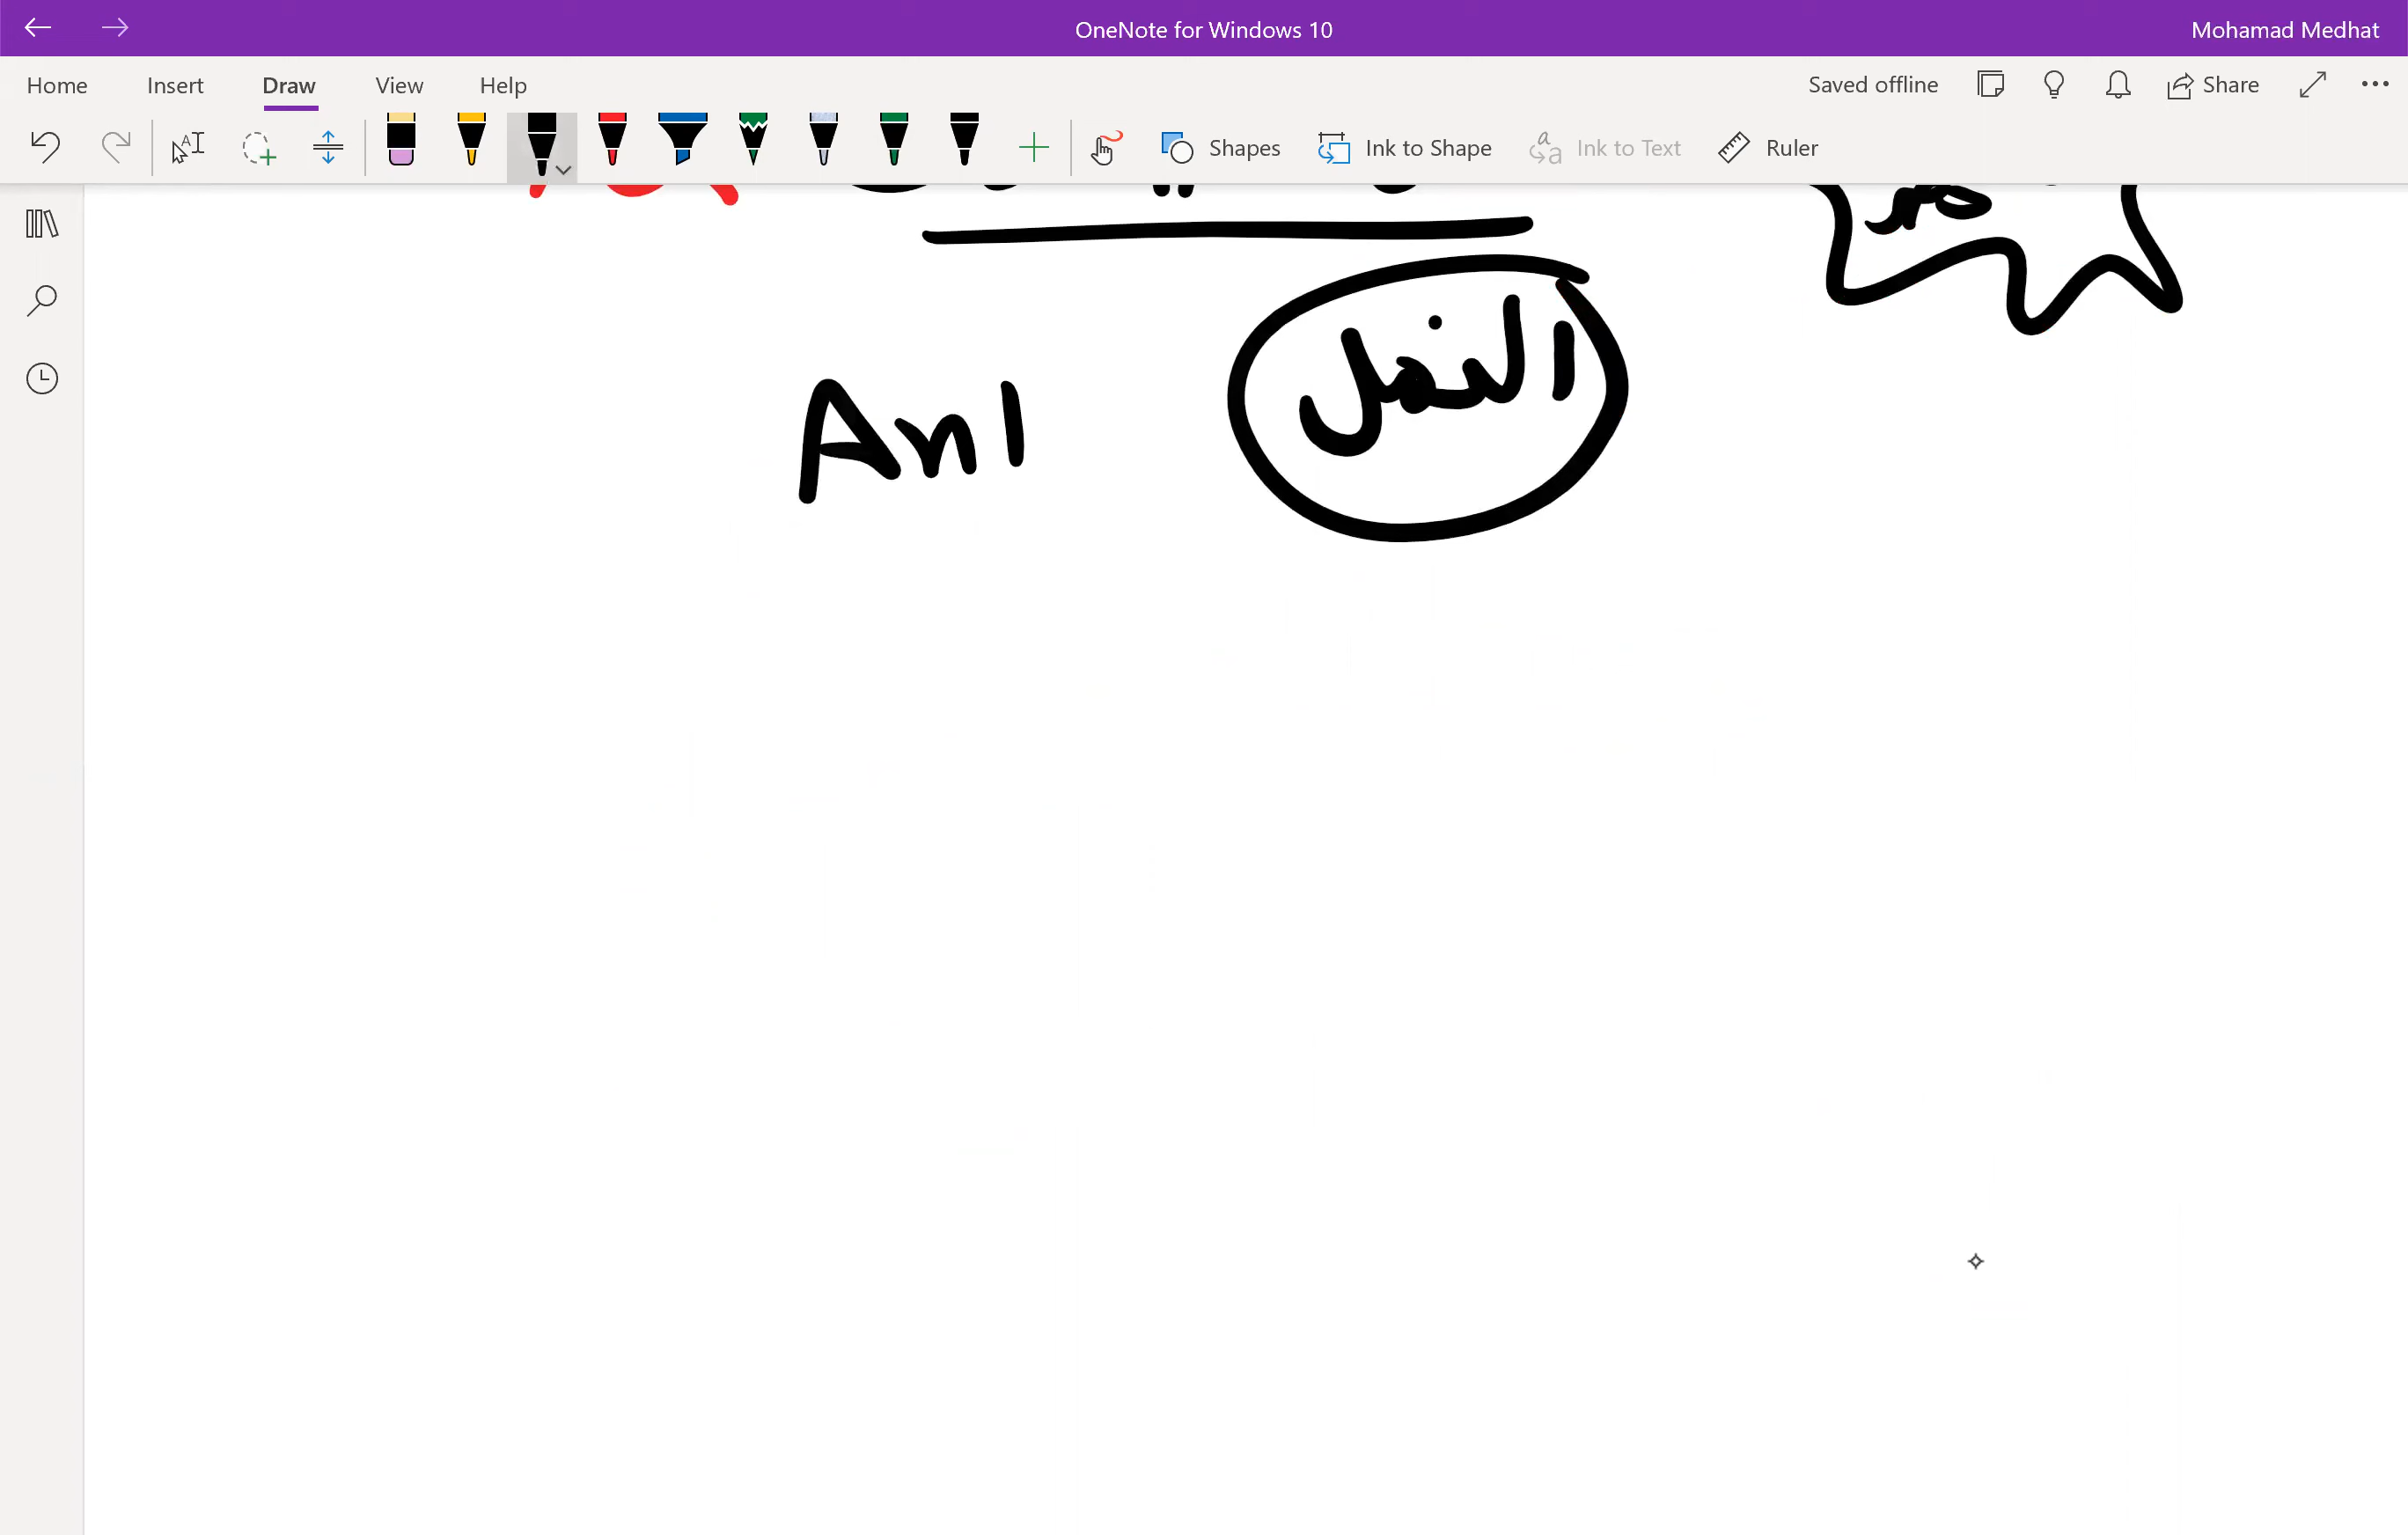 OneNote for Windows 10
Mohamad Medhat
Home Insert Draw View Help
Saved offline Share
Shapes Ink to Shape Ink to Text Ruler
النمل
Ani